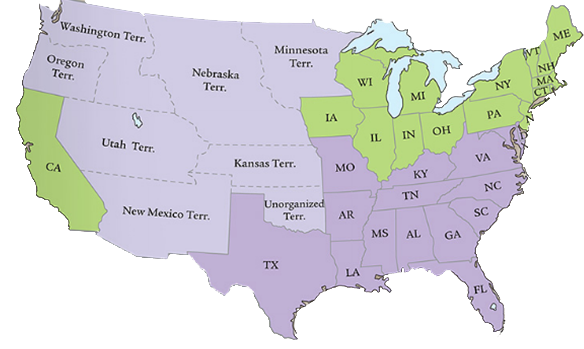 Washington Terr.
Oregon
Terr.
Nebraska
Terr.
Minnesota
Terr.
Utah Terr.
Kansas Terr.
New Mexico Terr.
Unorganized
Terr.
CA
TX
WI
MI
IA
IL
IN
OH
PA
NY
VT
NH
MA
CT
ME
MO
KY
VA
TN
NC
SC
AR
MS
AL
GA
LA
FL